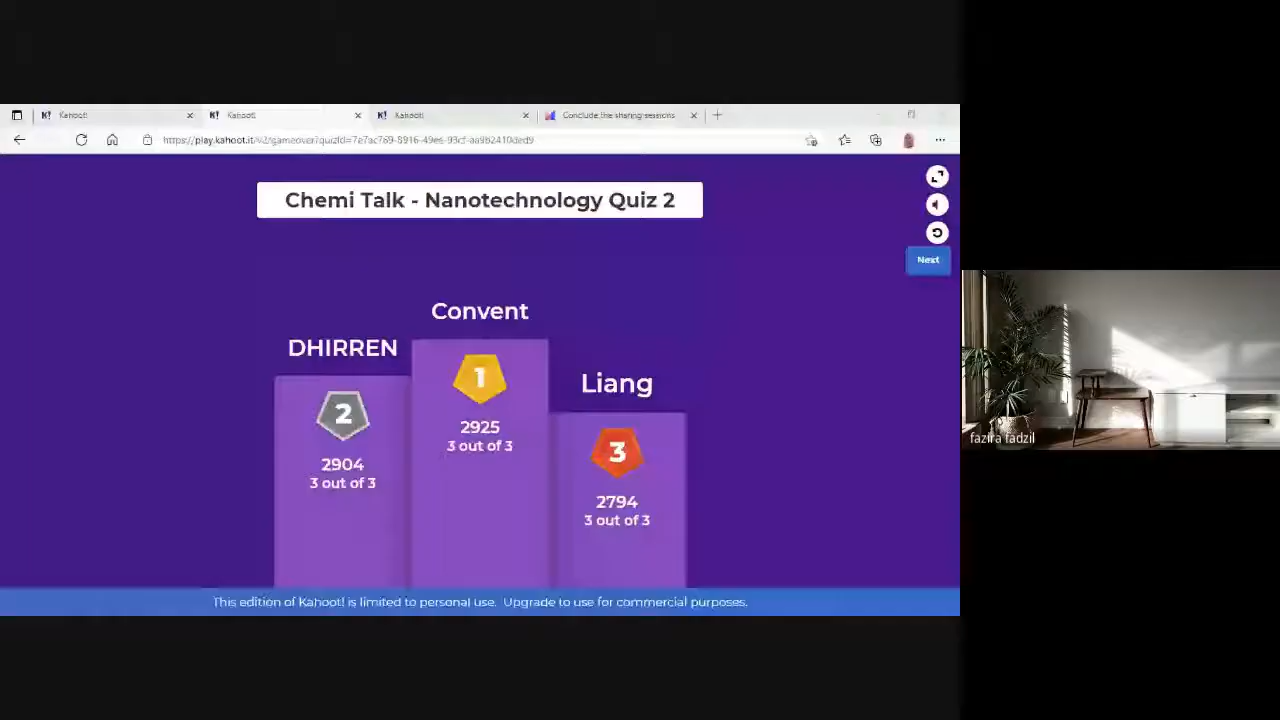 Kahoot!
Kahoot!
Kahoot!
Conclude the sharing sessions
Chemi Talk - Nanotechnology Quiz 2
Next
Convent
DHIRREN
Liang
1
2925
3 out of 3
2
2904
3 out of 3
3
2794
3 out of 3
fazira fadzil
This edition of Kahoot! is limited to personal use. Upgrade to use for commercial purposes.